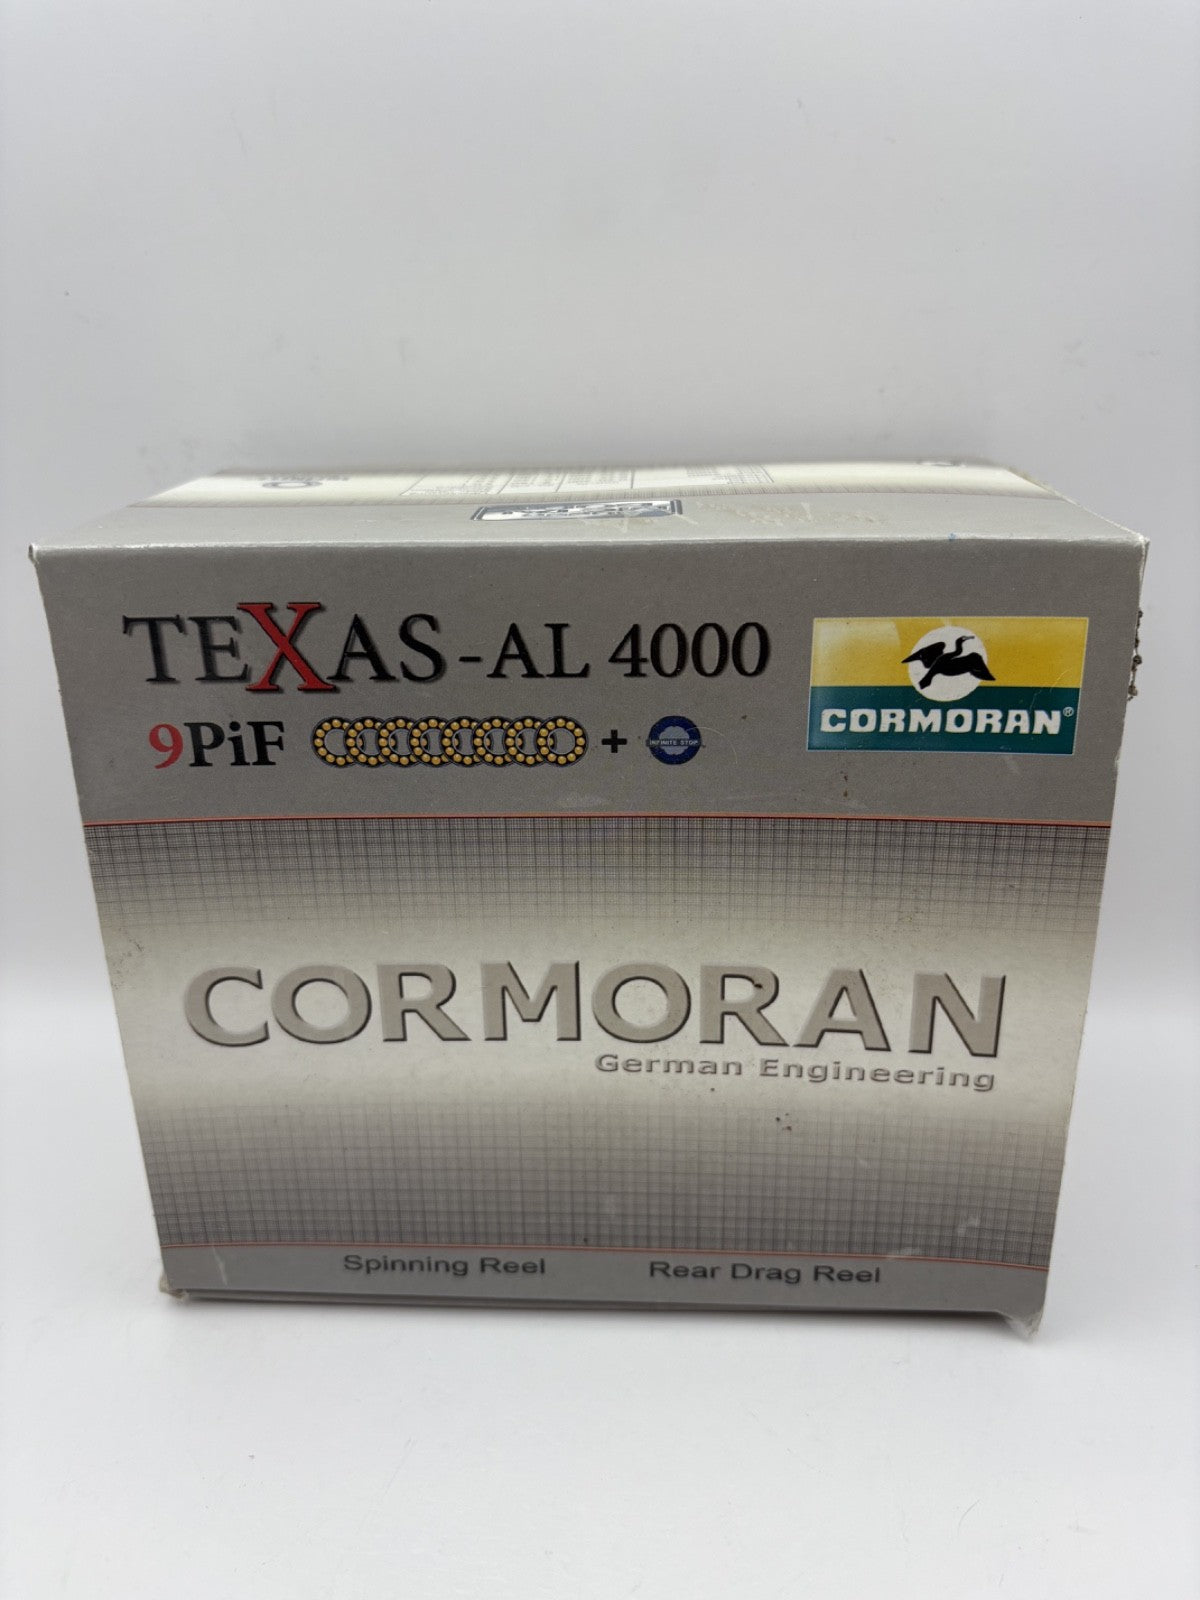 TEXAS-AL 4000
9PiF + INFINITE STOP
CORMORAN®
CORMORAN
German Engineering
Spinning Reel Rear Drag Reel